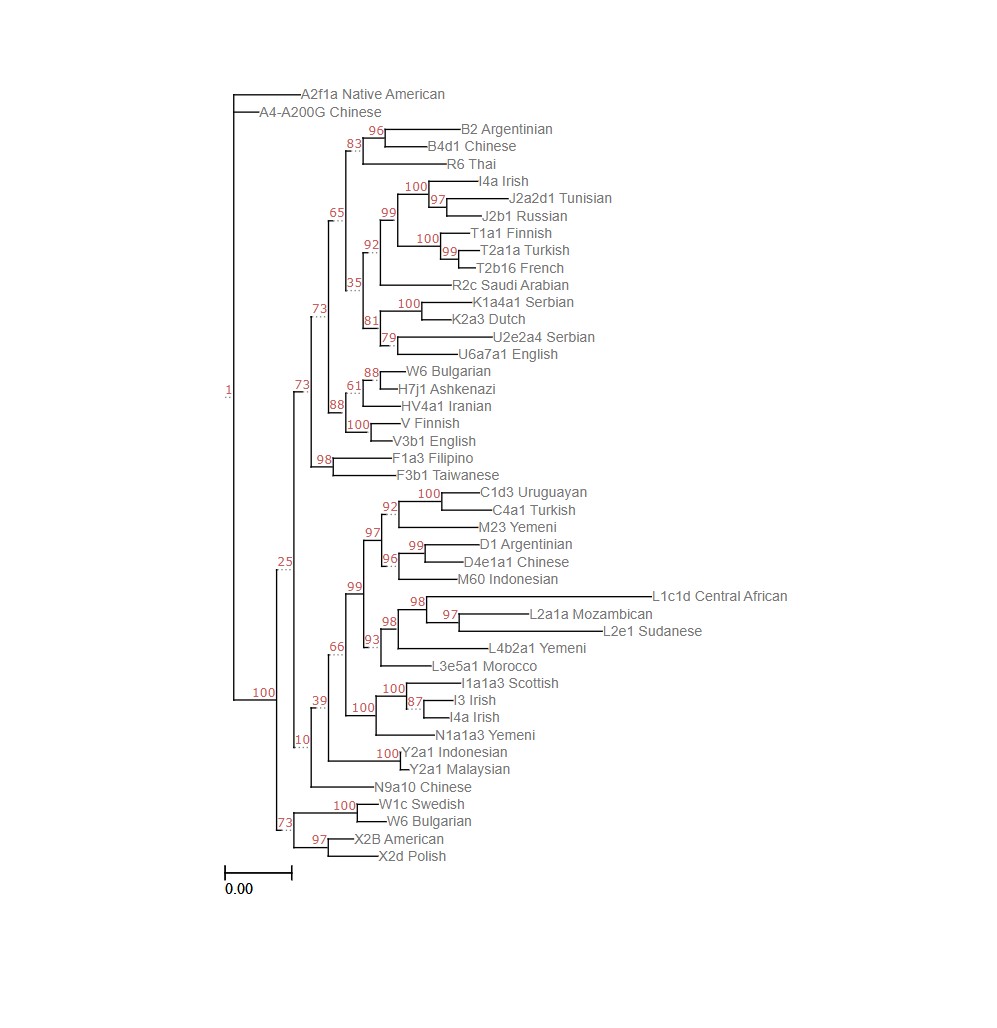 A2f1a Native American
A4-A200G Chinese
96
B2 Argentinian
83
B4d1 Chinese
R6 Thai
I4a Irish
100
97
J2a2d1 Tunisian
65
99
J2b1 Russian
T1a1 Finnish
100
92
99
T2a1a Turkish
T2b16 French
35
R2c Saudi Arabian
100
K1a4a1 Serbian
73
81
K2a3 Dutch
79
U2e2a4 Serbian
U6a7a1 English
88
W6 Bulgarian
1
73
61
H7j1 Ashkenazi
88
HV4a1 Iranian
100
V Finnish
V3b1 English
98
F1a3 Filipino
F3b1 Taiwanese
100
C1d3 Uruguayan
92
C4a1 Turkish
97
M23 Yemeni
99
D1 Argentinian
25
96
D4e1a1 Chinese
M60 Indonesian
99
98
L1c1d Central African
97
L2a1a Mozambican
98
L2e1 Sudanese
66
93
L4b2a1 Yemeni
L3e5a1 Morocco
100
100
I1a1a3 Scottish
39
87
I3 Irish
100
I4a Irish
10
N1a1a3 Yemeni
100
Y2a1 Indonesian
Y2a1 Malaysian
N9a10 Chinese
100
W1c Swedish
73
W6 Bulgarian
97
X2B American
X2d Polish
0.00